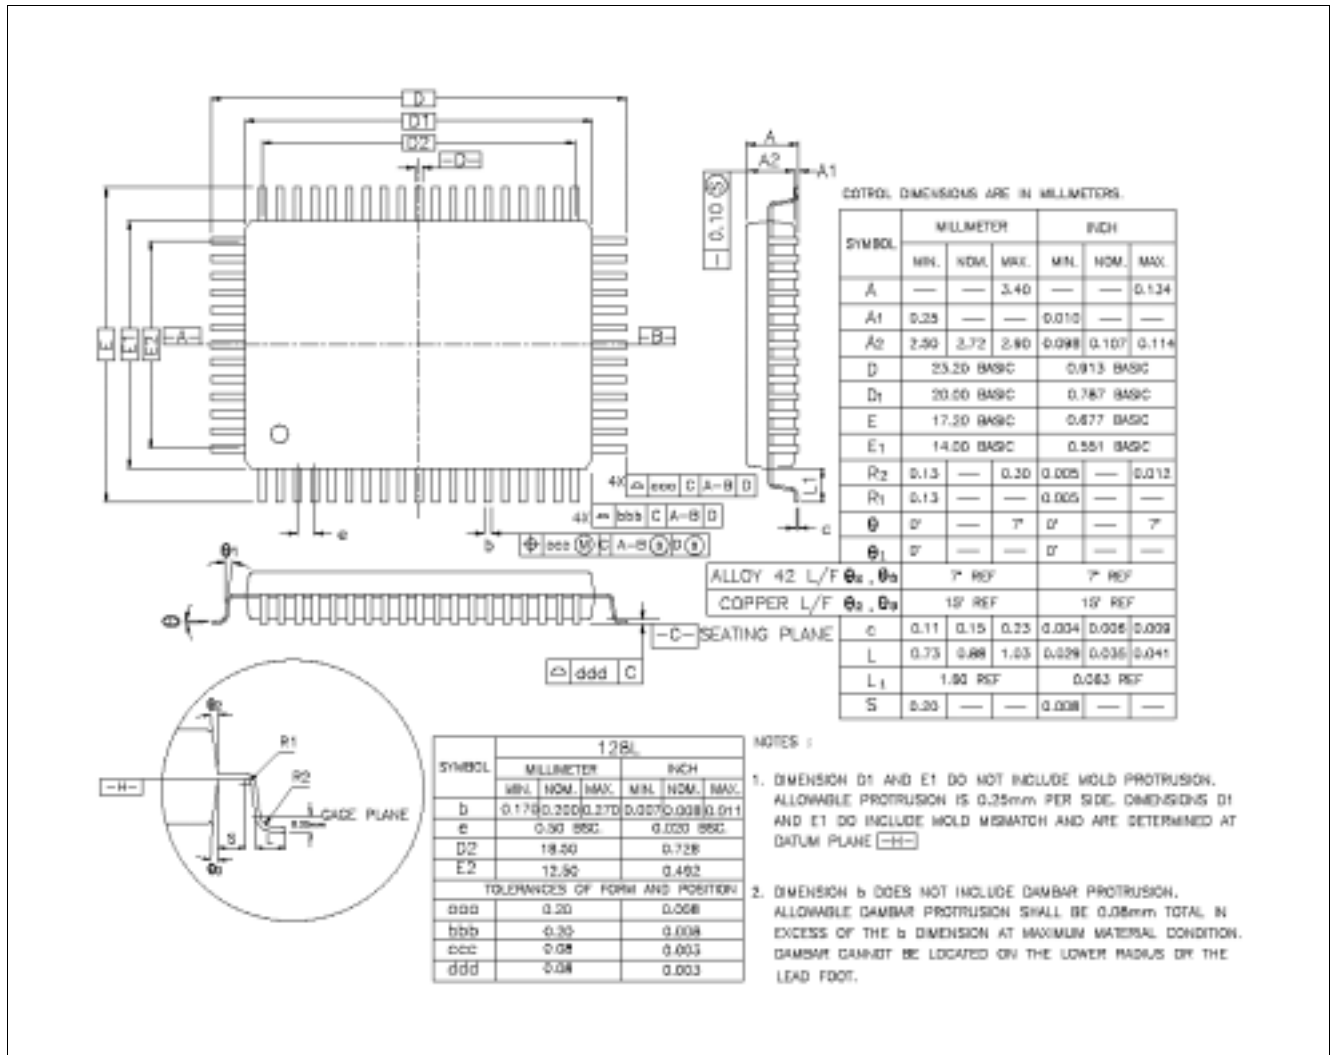 D
D1
D2
-D-
A
A2
A1
0.10 S
E
E1
E2
-A-
-B-
L1
c
4X aaa C A-B D
4X bbb C A-B D
e
b
ccc M C A-B S D S
θ1
θ
-C- SEATING PLANE
ddd C
θ2
R1
R2
-H-
GAGE PLANE
S
L
θ3
COTROL DIMENSIONS ARE IN MILLIMETERS.
SYMBOL MILLIMETER INCH
MIN. NOM. MAX. MIN. NOM. MAX.
A — — 3.40 — — 0.134
A1 0.25 — — 0.010 — —
A2 2.50 2.72 2.90 0.098 0.107 0.114
D 23.20 BASIC 0.913 BASIC
D1 20.00 BASIC 0.787 BASIC
E 17.20 BASIC 0.677 BASIC
E1 14.00 BASIC 0.551 BASIC
R2 0.13 — 0.30 0.005 — 0.012
R1 0.13 — — 0.005 — —
θ 0° — 7° 0° — 7°
θ1 0° — — 0° — —
ALLOY 42 L/F θ2, θ3 7° REF 7° REF
COPPER L/F θ2, θ3 15° REF 15° REF
c 0.11 0.15 0.23 0.004 0.006 0.009
L 0.73 0.88 1.03 0.029 0.035 0.041
L1 1.60 REF 0.063 REF
S 0.20 — — 0.008 — —
SYMBOL 128L
MILLIMETER INCH
MIN. NOM. MAX. MIN. NOM. MAX.
b 0.170 0.200 0.270 0.007 0.008 0.011
e 0.50 BSC. 0.020 BSC.
D2 18.50 0.728
E2 12.50 0.492
TOLERANCES OF FORM AND POSITION
aaa 0.20 0.008
bbb 0.20 0.008
ccc 0.08 0.003
ddd 0.08 0.003
NOTES :
1. DIMENSION D1 AND E1 DO NOT INCLUDE MOLD PROTRUSION.
ALLOWABLE PROTRUSION IS 0.25mm PER SIDE. DIMENSIONS D1
AND E1 DO INCLUDE MOLD MISMATCH AND ARE DETERMINED AT
DATUM PLANE -H-
2. DIMENSION b DOES NOT INCLUDE DAMBAR PROTRUSION.
ALLOWABLE DAMBAR PROTRUSION SHALL BE 0.08mm TOTAL IN
EXCESS OF THE b DIMENSION AT MAXIMUM MATERIAL CONDITION.
DAMBAR CANNOT BE LOCATED ON THE LOWER RADIUS OR THE
LEAD FOOT.